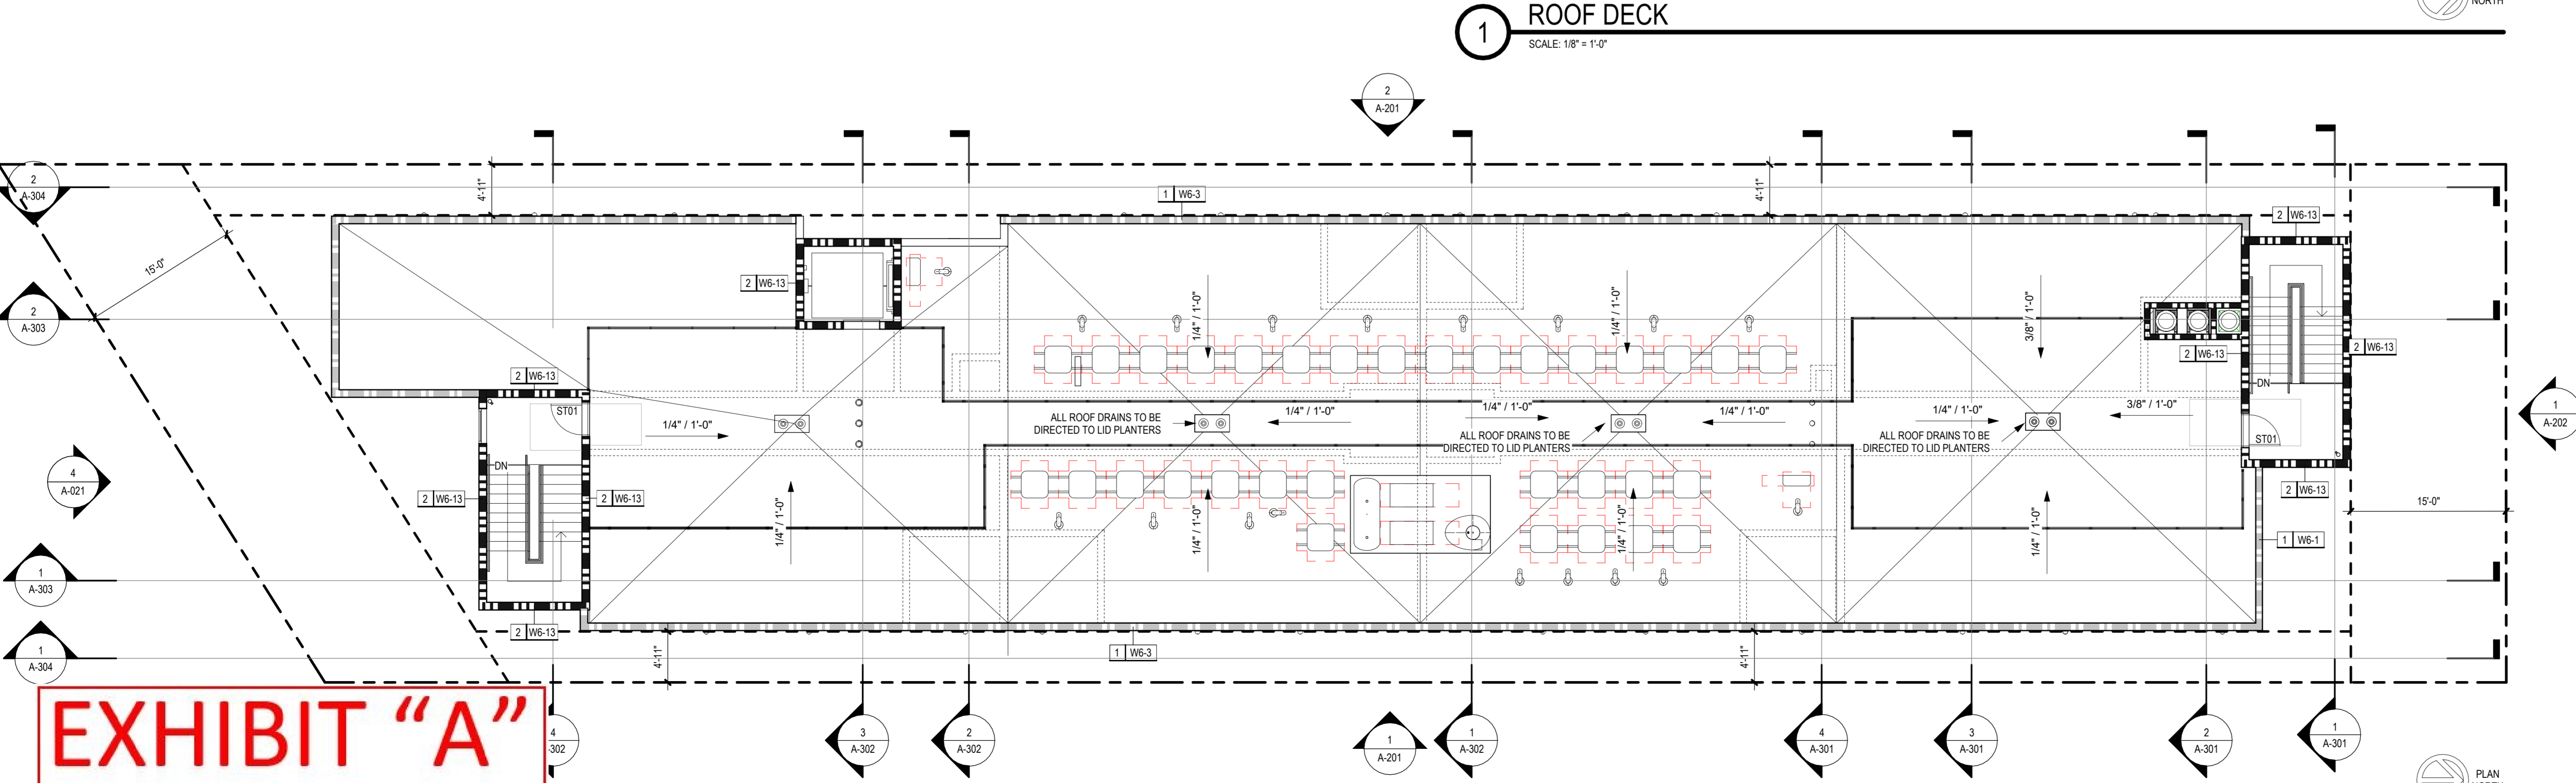 1
ROOF DECK
SCALE: 1/8" = 1'-0"
NORTH
2
A-201
2
A-304
4'-11"
1 W6-3
4'-11"
2 W6-13
15'-0"
2 W6-13
2
A-303
1/4" / 1'-0"
1/4" / 1'-0"
3/8" / 1'-0"
2 W6-13
2 W6-13
2 W6-13
DN
ST01
1/4" / 1'-0"
ALL ROOF DRAINS TO BE
DIRECTED TO LID PLANTERS
1/4" / 1'-0"
1/4" / 1'-0"
ALL ROOF DRAINS TO BE
DIRECTED TO LID PLANTERS
1/4" / 1'-0"
1/4" / 1'-0"
ALL ROOF DRAINS TO BE
DIRECTED TO LID PLANTERS
3/8" / 1'-0"
ST01
1
A-202
4
A-021
DN
2 W6-13
2 W6-13
1/4" / 1'-0"
1/4" / 1'-0"
1/4" / 1'-0"
1/4" / 1'-0"
2 W6-13
15'-0"
1 W6-1
1
A-303
2 W6-13
1
A-304
4'-11"
1 W6-3
4'-11"
EXHIBIT “A”
4
-302
3
A-302
2
A-302
1
A-201
1
A-302
4
A-301
3
A-301
2
A-301
1
A-301
PLAN